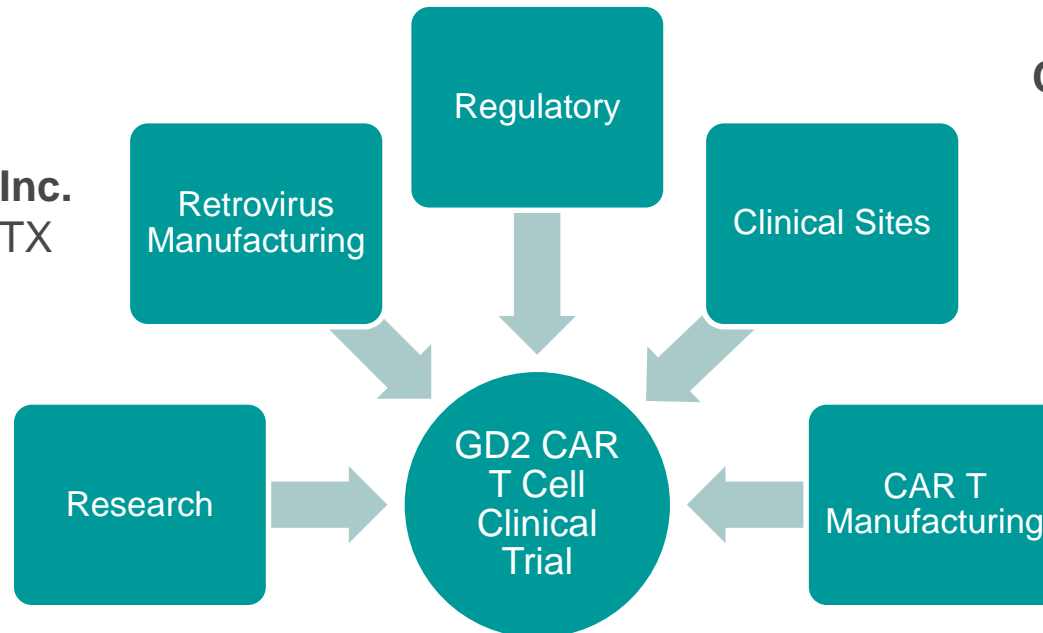 Regulatory
Inc.
TX
Retrovirus
Manufacturing
Clinical Sites
Research
GD2 CAR
T Cell
Clinical
Trial
CAR T
Manufacturing